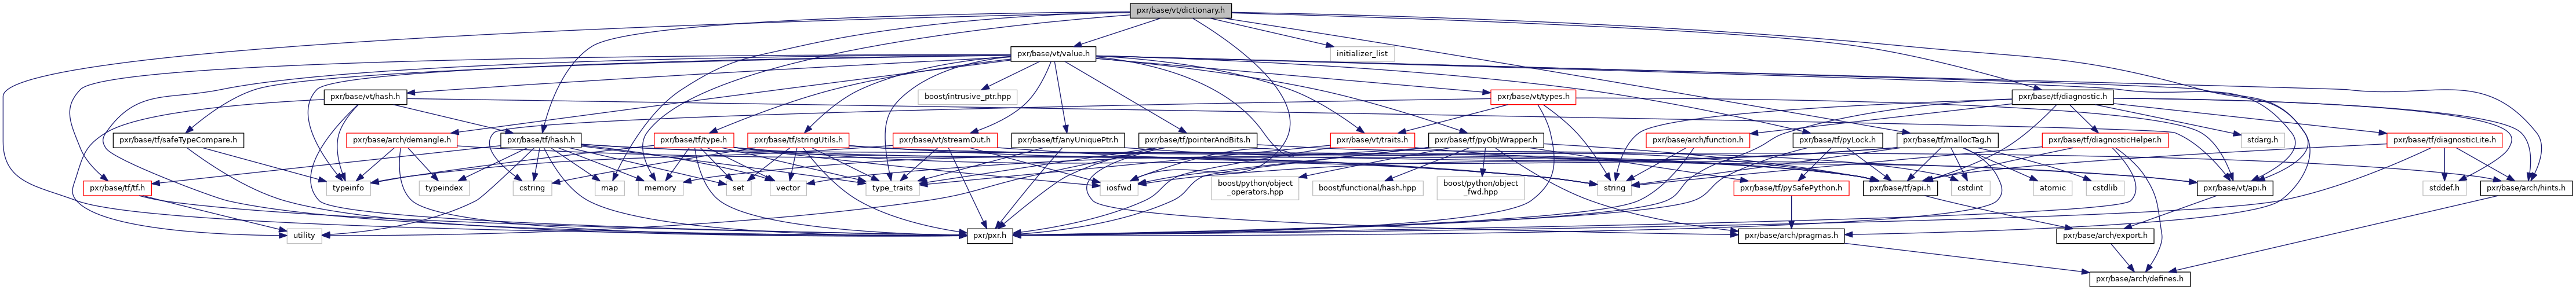 pxr/base/vt/dictionary.h
pxr/base/vt/value.h
initializer_list
pxr/base/vt/hash.h
boost/intrusive_ptr.hpp
pxr/base/vt/types.h
pxr/base/tf/diagnostic.h
pxr/base/tf/safeTypeCompare.h
pxr/base/arch/demangle.h
pxr/base/tf/hash.h
pxr/base/tf/type.h
pxr/base/tf/stringUtils.h
pxr/base/vt/streamOut.h
pxr/base/tf/anyUniquePtr.h
pxr/base/tf/pointerAndBits.h
pxr/base/vt/traits.h
pxr/base/tf/pyObjWrapper.h
pxr/base/arch/function.h
pxr/base/tf/pyLock.h
pxr/base/tf/mallocTag.h
pxr/base/tf/diagnosticHelper.h
stdarg.h
pxr/base/tf/diagnosticLite.h
pxr/base/tf/tf.h
typeinfo
typeindex
cstring
map
memory
set
vector
type_traits
iosfwd
boost/python/object
_operators.hpp
boost/functional/hash.hpp
boost/python/object
_fwd.hpp
string
pxr/base/tf/pySafePython.h
pxr/base/tf/api.h
cstdint
atomic
cstdlib
pxr/base/vt/api.h
stddef.h
pxr/base/arch/hints.h
utility
pxr/pxr.h
pxr/base/arch/pragmas.h
pxr/base/arch/export.h
pxr/base/arch/defines.h